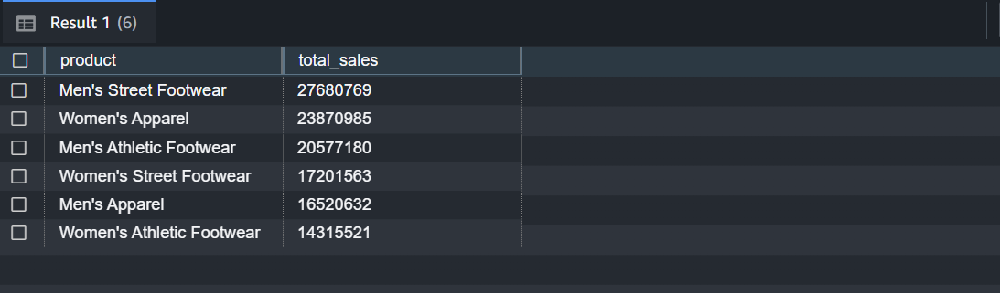 Result 1 (6)
product total_sales
Men's Street Footwear 27680769
Women's Apparel 23870985
Men's Athletic Footwear 20577180
Women's Street Footwear 17201563
Men's Apparel 16520632
Women's Athletic Footwear 14315521